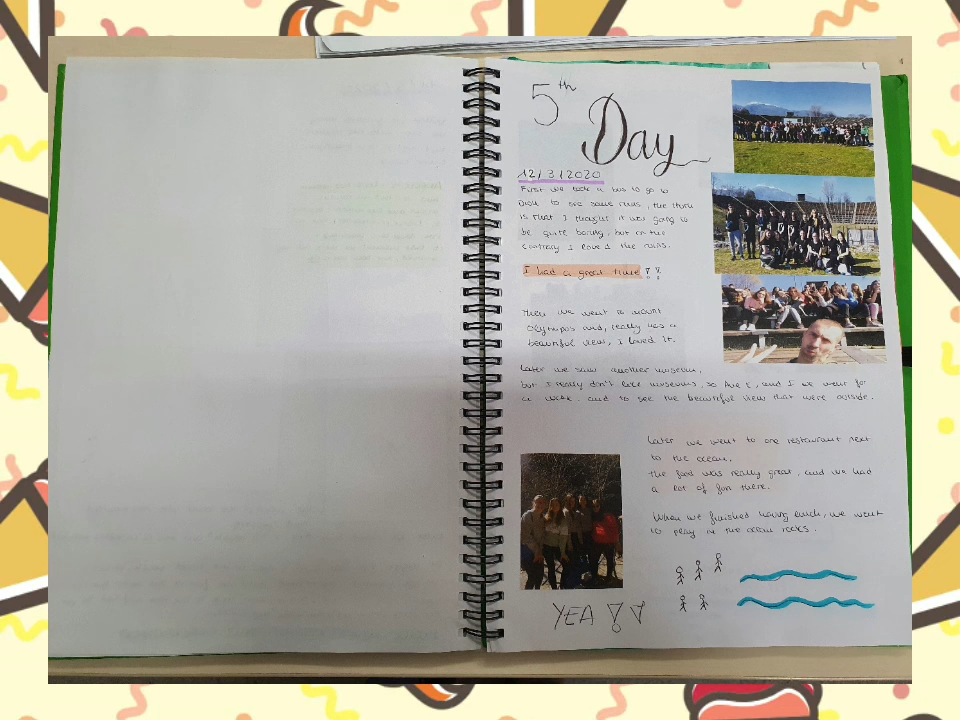 5th
Day
12/3/2020
First we took a bus to go to
Dion to see some ruins, the thruth
is that I thought it was going to
be quite boring, but on the
contrary I loved the ruins.
I had a great time!!
Then we went to mount
Olympus and, really has a
beautiful view, I loved it.
Later we saw another museum,
but I really don't like museums, so and I we went for
a walk. and to see the beautiful view that were outside.
Later we went to one restaurant next
to the ocean.
the food was really great, and we had
a lot of fun there.
When we finished having lunch, we went
to play in the ocean rocks.
YEA!!